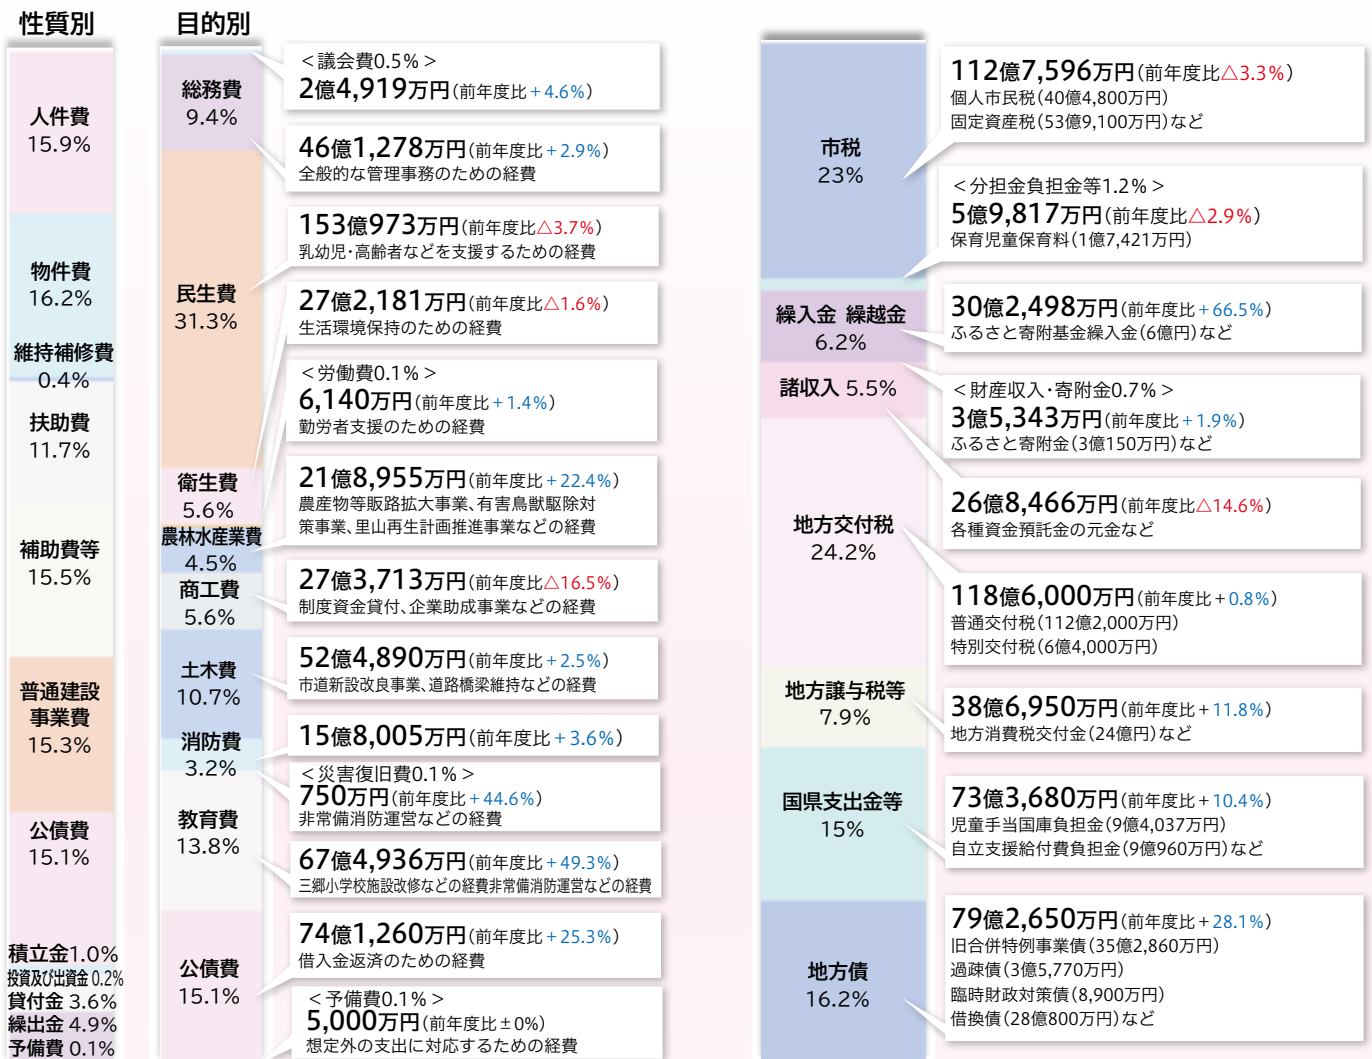 性質別
人件費
15.9%
物件費
16.2%
維持補修費
0.4%
扶助費
11.7%
補助費等
15.5%
普通建設
事業費
15.3%
公債費
15.1%
積立金1.0%
投資及び出資金 0.2%
貸付金 3.6%
繰出金 4.9%
予備費 0.1%
目的別
総務費
9.4%
民生費
31.3%
衛生費
5.6%
農林水産業費
4.5%
商工費
5.6%
土木費
10.7%
消防費
3.2%
教育費
13.8%
公債費
15.1%
＜議会費0.5%＞
2億4,919万円(前年度比+4.6%)
46億1,278万円(前年度比+2.9%)
全般的な管理事務のための経費
153億973万円(前年度比△3.7%)
乳幼児・高齢者などを支援するための経費
27億2,181万円(前年度比△1.6%)
生活環境保持のための経費
＜労働費0.1%＞
6,140万円(前年度比+1.4%)
勤労者支援のための経費
21億8,955万円(前年度比+22.4%)
農産物等販路拡大事業、有害鳥獣駆除対
策事業、里山再生計画推進事業などの経費
27億3,713万円(前年度比△16.5%)
制度資金貸付、企業助成事業などの経費
52億4,890万円(前年度比+2.5%)
市道新設改良事業、道路橋梁維持などの経費
15億8,005万円(前年度比+3.6%)
＜災害復旧費0.1%＞
750万円(前年度比+44.6%)
非常備消防運営などの経費
67億4,936万円(前年度比+49.3%)
三郷小学校施設改修などの経費非常備消防運営などの経費
74億1,260万円(前年度比+25.3%)
借入金返済のための経費
＜予備費0.1%＞
5,000万円(前年度比±0%)
想定外の支出に対応するための経費
市税
23%
繰入金 繰越金
6.2%
諸収入 5.5%
地方交付税
24.2%
地方譲与税等
7.9%
国県支出金等
15%
地方債
16.2%
112億7,596万円(前年度比△3.3%)
個人市民税(40億4,800万円)
固定資産税(53億9,100万円)など
＜分担金負担金等1.2%＞
5億9,817万円(前年度比△2.9%)
保育児童保育料(1億7,421万円)
30億2,498万円(前年度比+66.5%)
ふるさと寄附基金繰入金(6億円)など
＜財産収入・寄附金0.7%＞
3億5,343万円(前年度比+1.9%)
ふるさと寄附金(3億150万円)など
26億8,466万円(前年度比△14.6%)
各種資金預託金の元金など
118億6,000万円(前年度比+0.8%)
普通交付税(112億2,000万円)
特別交付税(6億4,000万円)
38億6,950万円(前年度比+11.8%)
地方消費税交付金(24億円)など
73億3,680万円(前年度比+10.4%)
児童手当国庫負担金(9億4,037万円)
自立支援給付費負担金(9億960万円)など
79億2,650万円(前年度比+28.1%)
旧合併特例事業債(35億2,860万円)
過疎債(3億5,770万円)
臨時財政対策債(8,900万円)
借換債(28億800万円)など